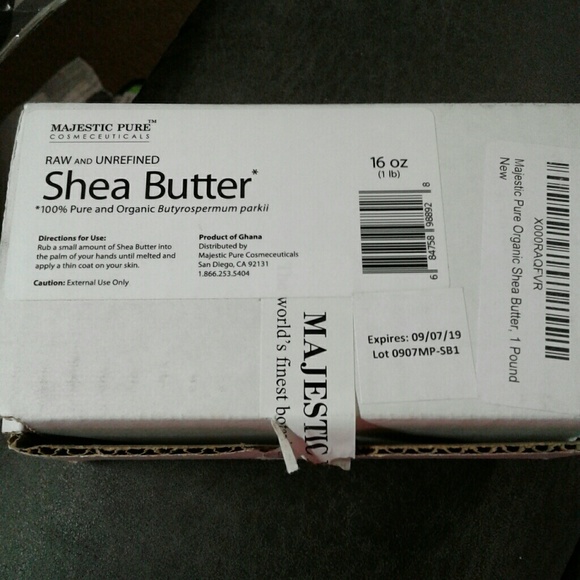 MAJESTIC PURE™
COSMECEUTICALS
RAW AND UNREFINED
Shea Butter*
*100% Pure and Organic Butyrospermum parkii
16 oz
(1 lb)
Directions for Use:
Rub a small amount of Shea Butter into
the palm of your hands until melted and
apply a thin coat on your skin.
Caution: External Use Only
Product of Ghana
Distributed by
Majestic Pure Cosmeceuticals
San Diego, CA 92131
1.866.253.5404
6 84758 98892 8
X000RAQFVR
Majestic Pure Organic Shea Butter, 1 Pound
New
Expires: 09/07/19
Lot 0907MP-SB1
MAJESTIC
world's finest